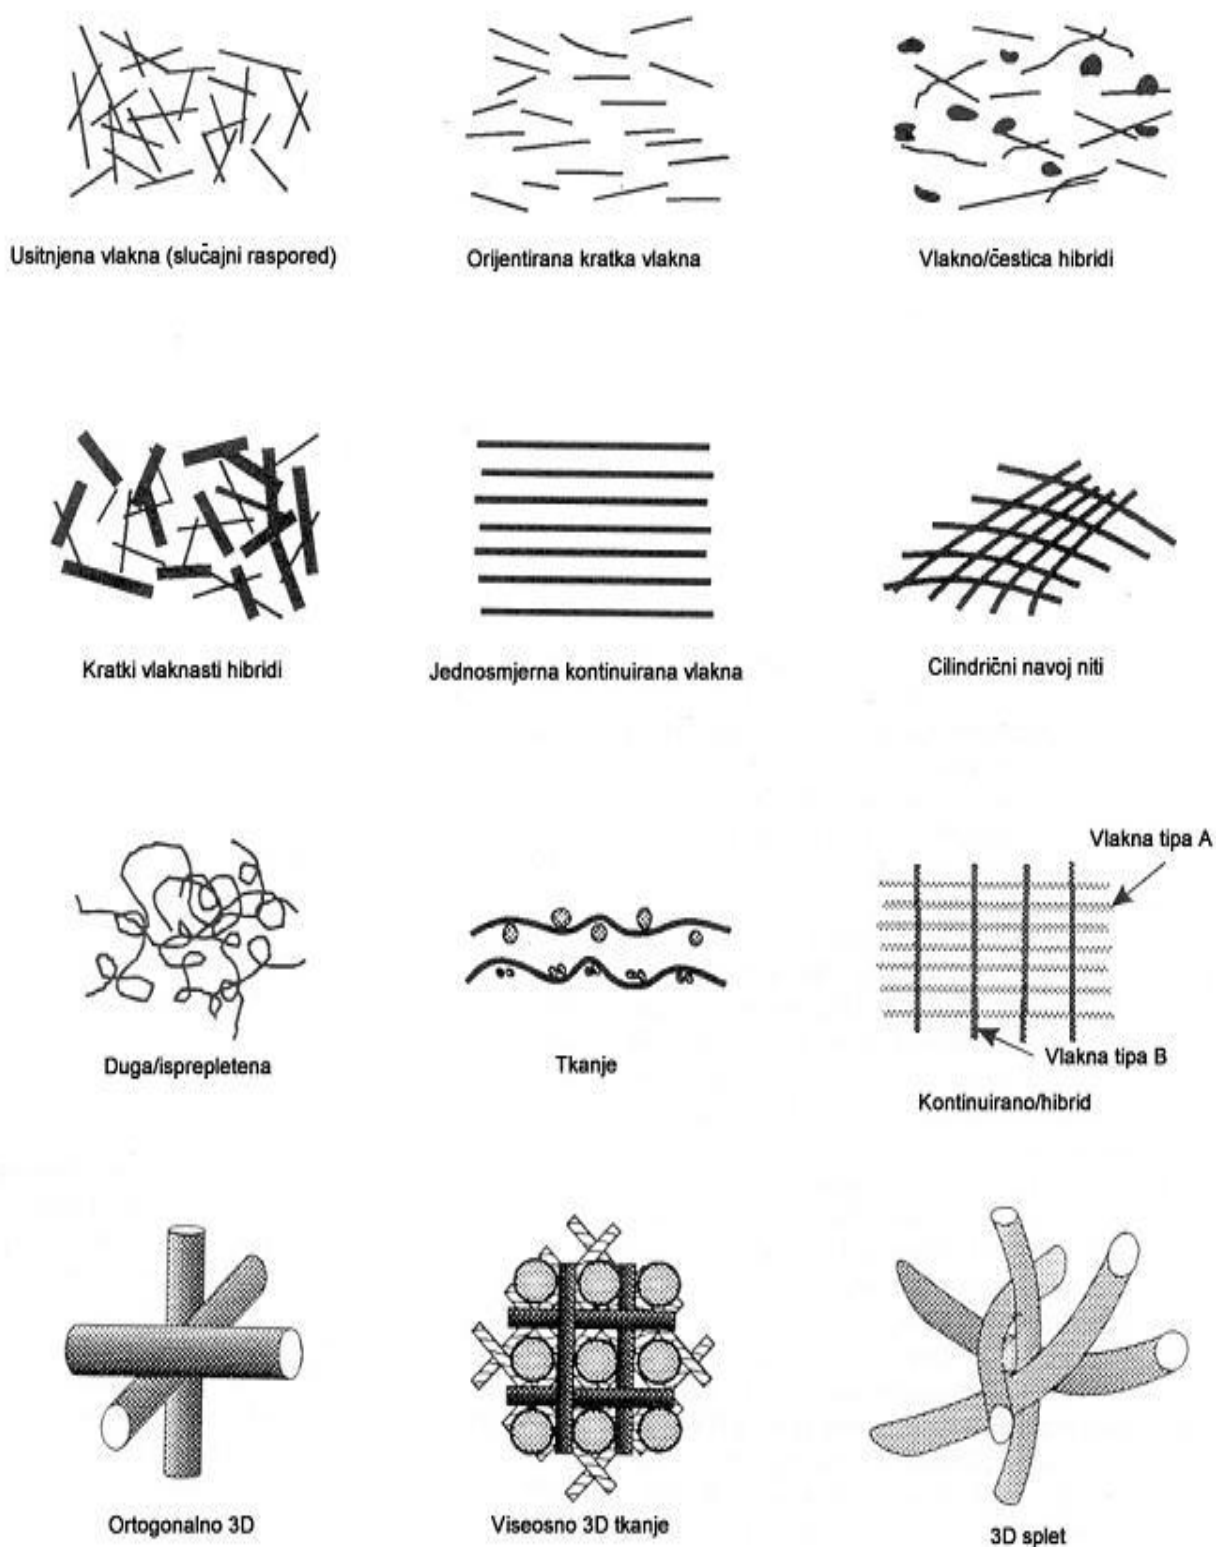 Usitnjena vlakna (slučajni raspored)
Orijentirana kratka vlakna
Vlakno/čestica hibridi
Kratki vlaknasti hibridi
Jednosmjerna kontinuirana vlakna
Cilindrični navoj niti
Vlakna tipa A
Vlakna tipa B
Duga/isprepletena
Tkanje
Kontinuirano/hibrid
Ortogonalno 3D
Viseosno 3D tkanje
3D splet